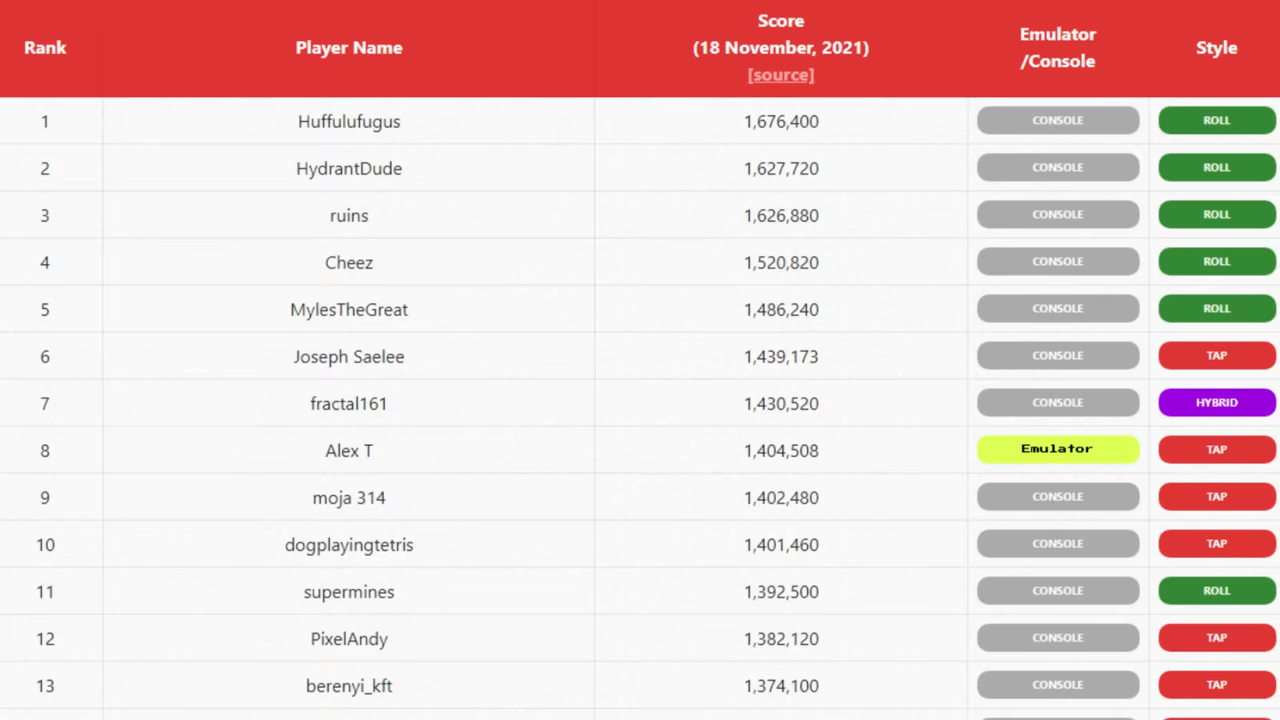 Rank Player Name Score (18 November, 2021) [source] Emulator /Console Style
1 Huffulufugus 1,676,400 CONSOLE ROLL
2 HydrantDude 1,627,720 CONSOLE ROLL
3 ruins 1,626,880 CONSOLE ROLL
4 Cheez 1,520,820 CONSOLE ROLL
5 MylesTheGreat 1,486,240 CONSOLE ROLL
6 Joseph Saelee 1,439,173 CONSOLE TAP
7 fractal161 1,430,520 CONSOLE HYBRID
8 Alex T 1,404,508 Emulator TAP
9 moja 314 1,402,480 CONSOLE TAP
10 dogplayingtetris 1,401,460 CONSOLE TAP
11 supermines 1,392,500 CONSOLE ROLL
12 PixelAndy 1,382,120 CONSOLE TAP
13 berenyi_kft 1,374,100 CONSOLE TAP